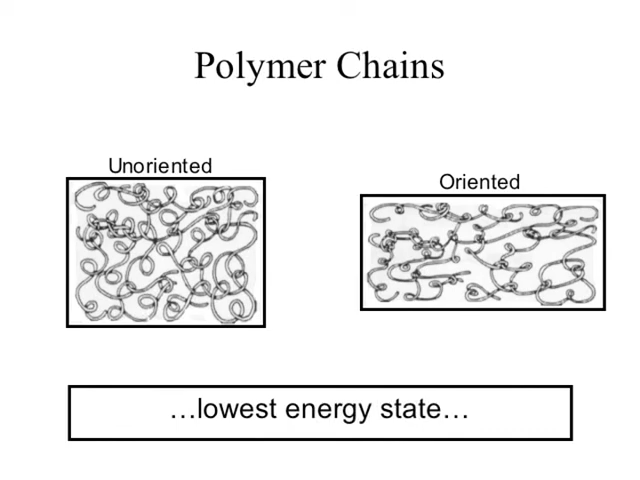 Polymer Chains
Unoriented
Oriented
…lowest energy state…